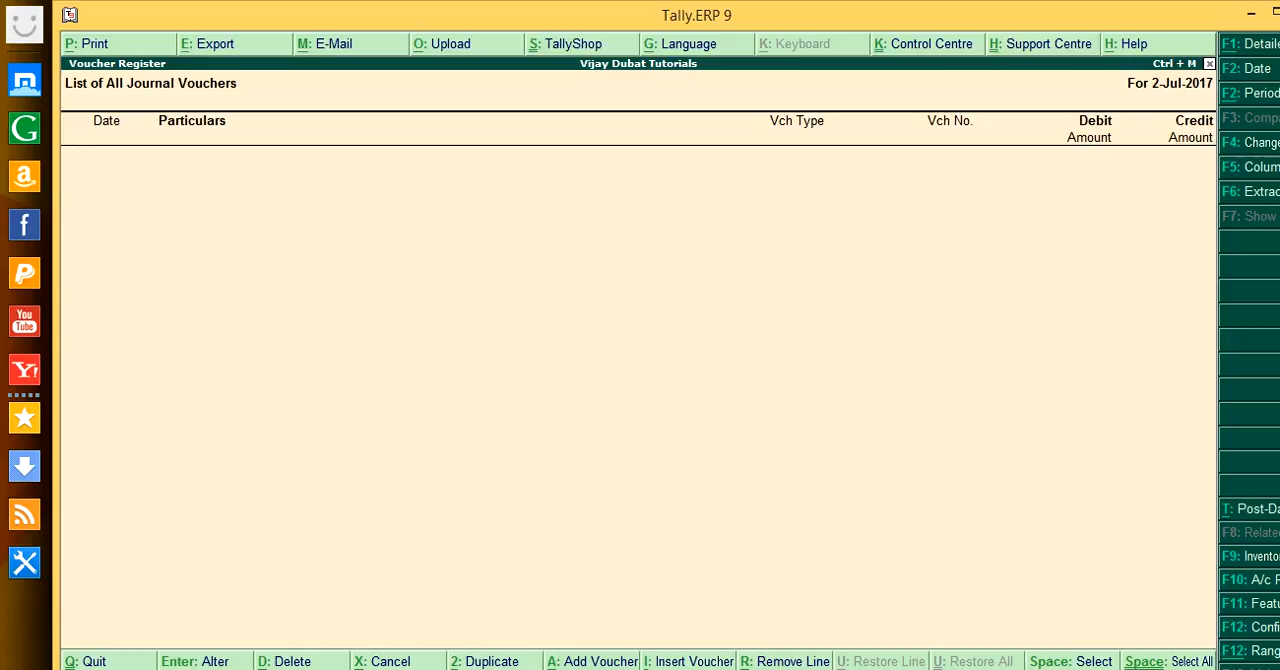 Tally.ERP 9
P: Print E: Export M: E-Mail O: Upload S: TallyShop G: Language K: Keyboard K: Control Centre H: Support Centre H: Help
Voucher Register Vijay Dubat Tutorials Ctrl + M
List of All Journal Vouchers For 2-Jul-2017
Date Particulars Vch Type Vch No. Debit Credit
Amount Amount
F1: Detaile
F2: Date
F2: Period
F3: Compa
F4: Change
F5: Colum
F6: Extrac
F7: Show
T: Post-Da
F8: Relate
F9: Invento
F10: A/c R
F11: Featu
F12: Confi
F12: Rang
G
a
f
P
You
Tube
Y!
Q: Quit Enter: Alter D: Delete X: Cancel 2: Duplicate A: Add Voucher I: Insert Voucher R: Remove Line U: Restore Line U: Restore All Space: Select Space: Select All